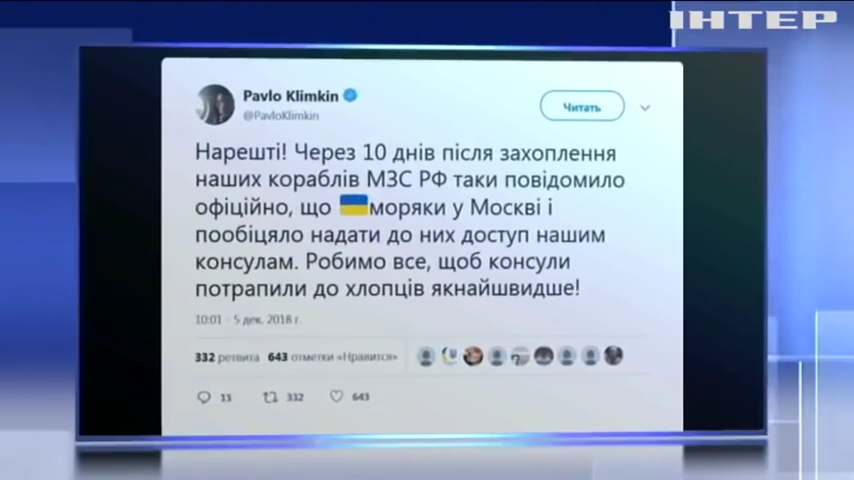 ІНТЕР
Pavlo Klimkin
@PavloKlimkin
Читать
Нарешті! Через 10 днів після захоплення
наших кораблів МЗС РФ таки повідомило
офіційно, що 🇺🇦моряки у Москві і
пообіцяло надати до них доступ нашим
консулам. Робимо все, щоб консули
потрапили до хлопців якнайшвидше!
10:01 - 5 дек. 2018 г.
332 ретвита 643 отметки «Нравится»
13 332 643